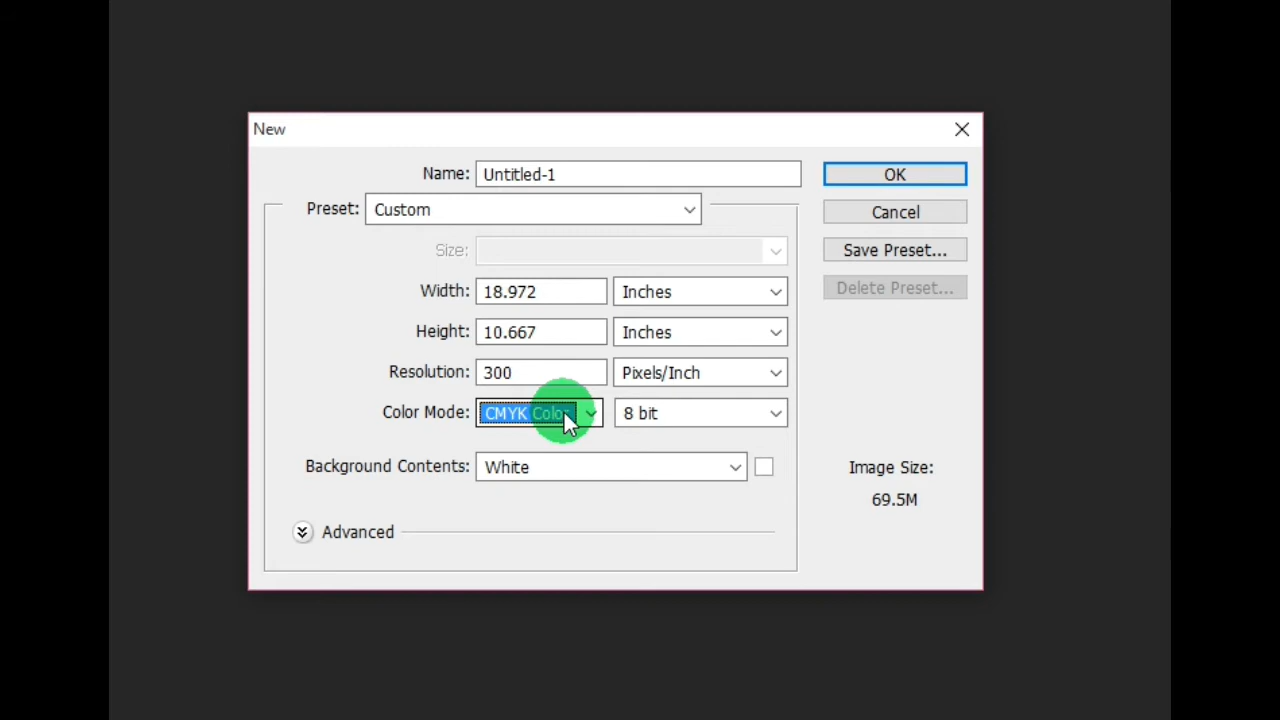 New
Name: Untitled-1
OK
Preset: Custom
Cancel
Size:
Save Preset...
Width: 18.972 Inches
Delete Preset...
Height: 10.667 Inches
Resolution: 300 Pixels/Inch
Color Mode: CMYK Color 8 bit
Background Contents: White
Image Size:
69.5M
Advanced